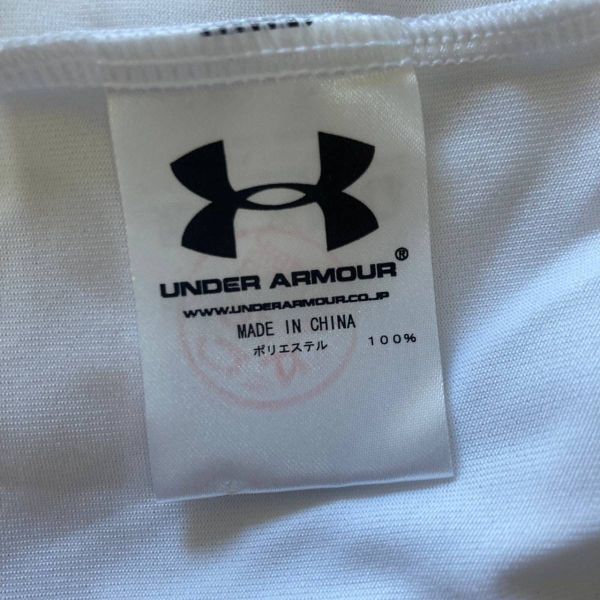 UNDER ARMOUR®
WWW.UNDERARMOUR.CO.JP
MADE IN CHINA
ポリエステル 100%